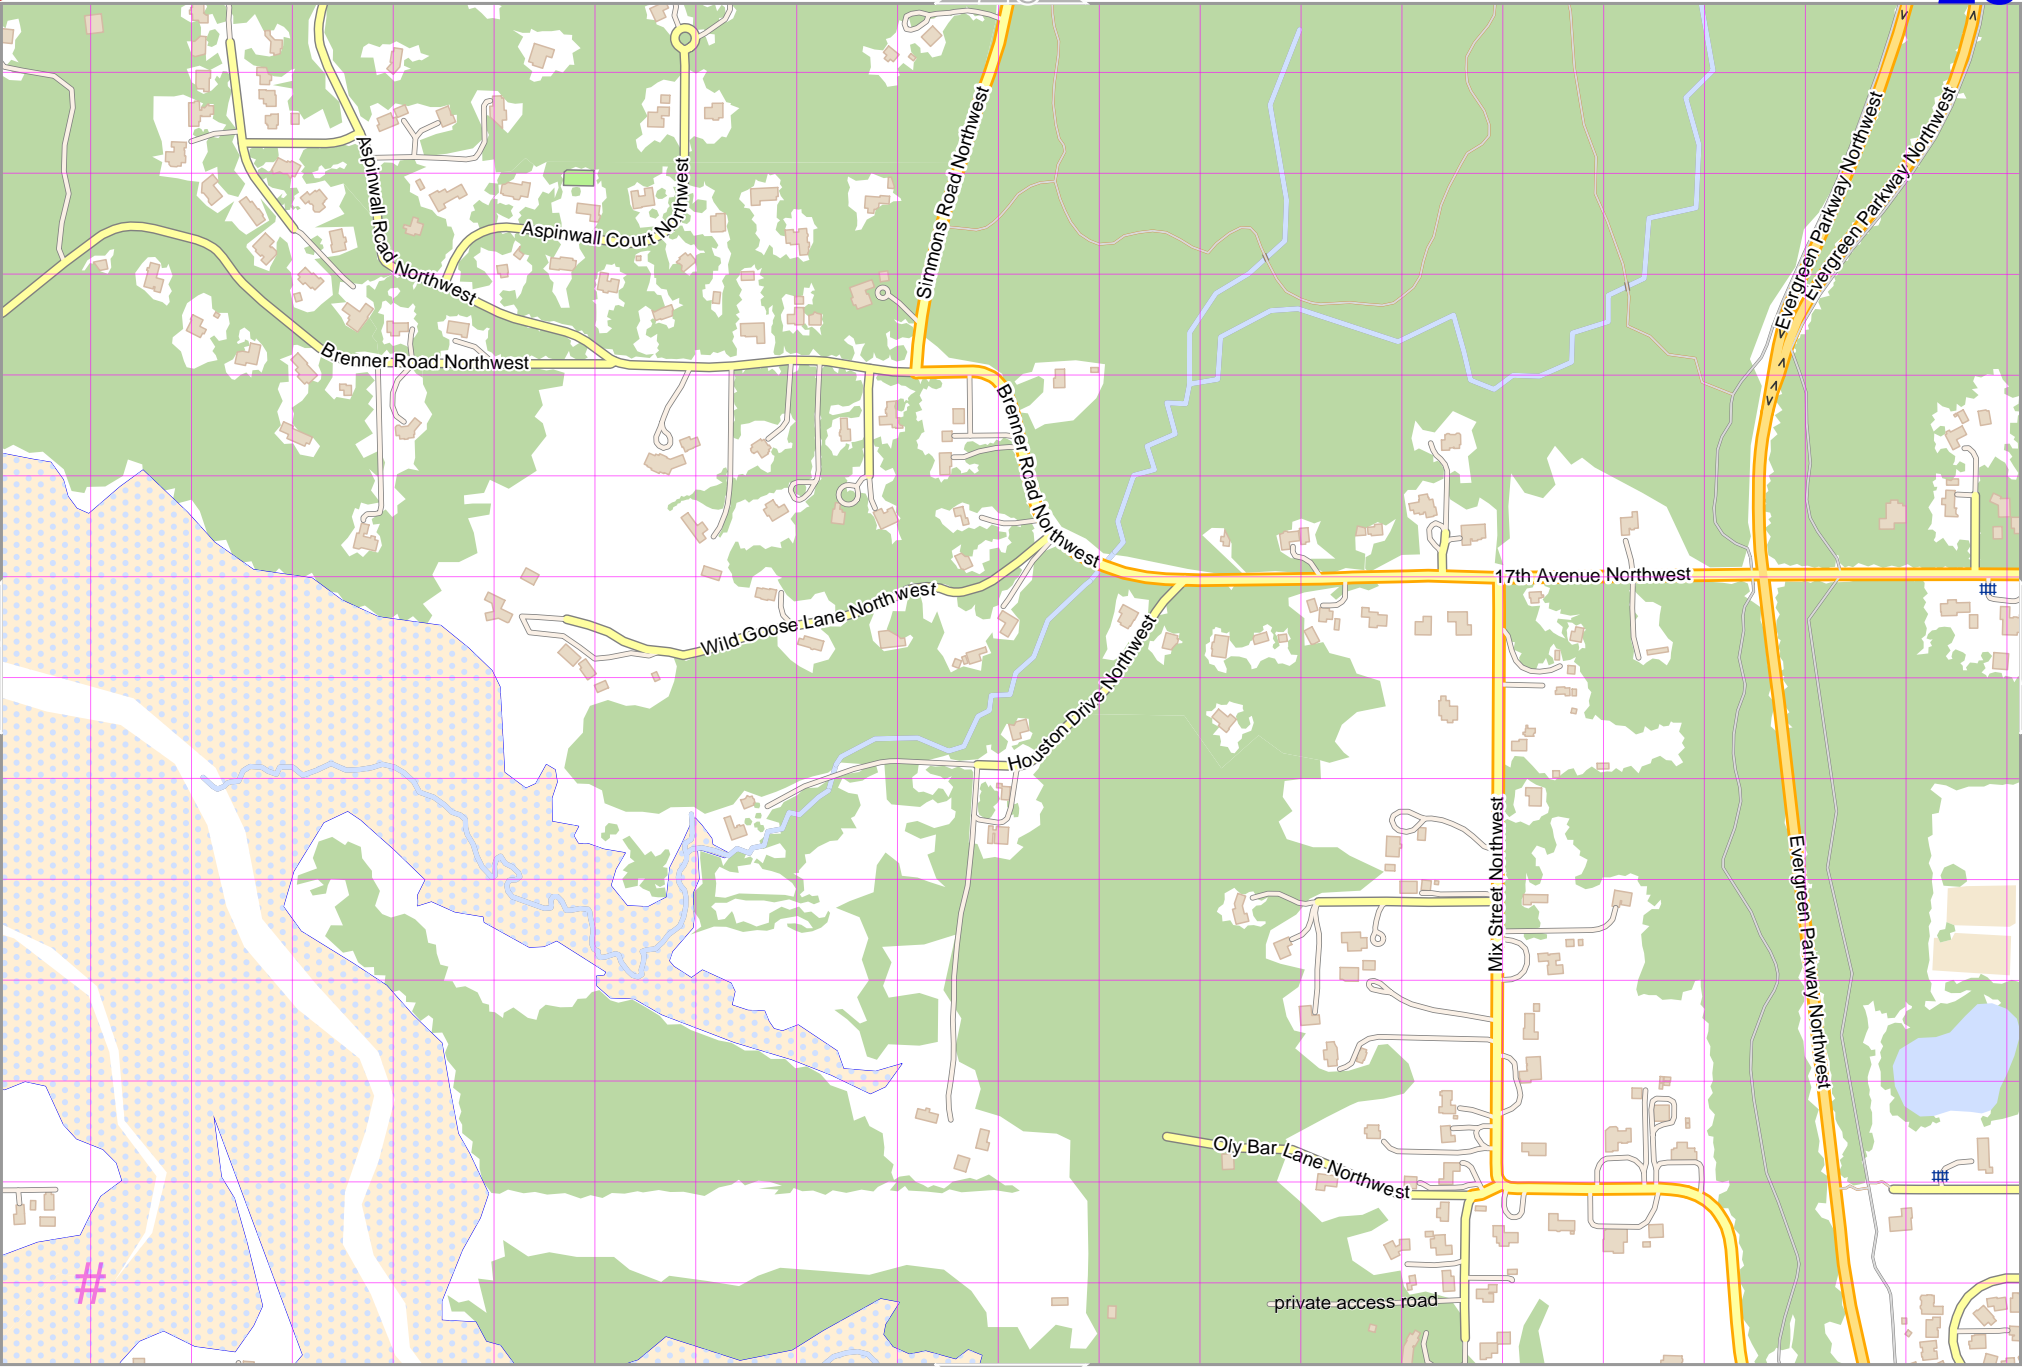 Aspinwall Road Northwest
Aspinwall Court Northwest
Simmons Road Northwest
Evergreen Parkway Northwest
Evergreen Parkway Northwest
Brenner Road Northwest
Brenner Road Northwest
17th Avenue Northwest
Wild Goose Lane Northwest
Houston Drive Northwest
Mix Street Northwest
Evergreen Parkway Northwest
Oly Bar Lane Northwest
private access road
#